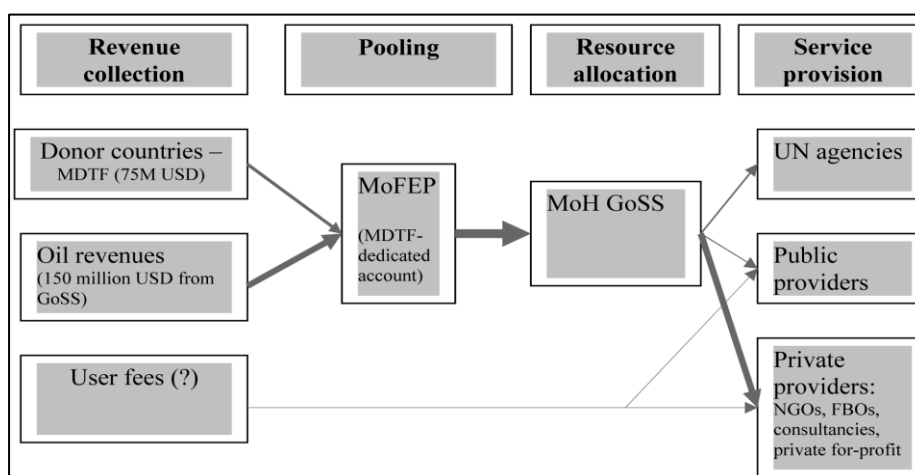 Revenue
collection
Pooling
Resource
allocation
Service
provision
Donor countries –
MDTF (75M USD)
Oil revenues
(150 million USD from
GoSS)
User fees (?)
MoFEP
(MDTF-
dedicated
account)
MoH GoSS
UN agencies
Public
providers
Private
providers:
NGOs, FBOs,
consultancies,
private for-profit